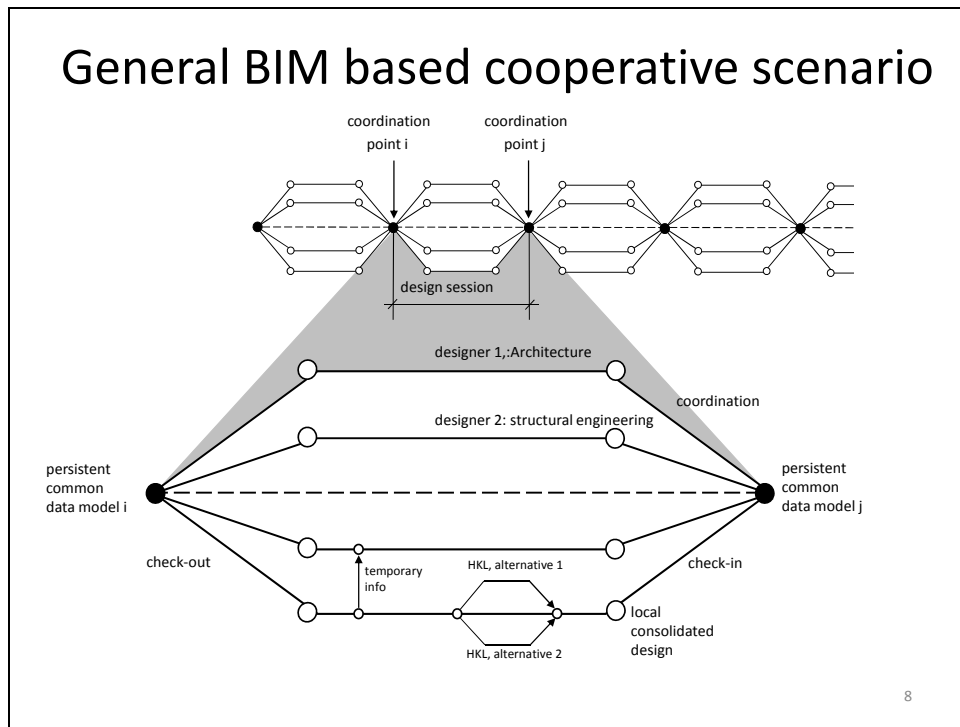 General BIM based cooperative scenario
coordination
point i
coordination
point j
design session
designer 1,:Architecture
coordination
designer 2: structural engineering
persistent
common
data model i
persistent
common
data model j
check-out
temporary
info
HKL, alternative 1
check-in
HKL, alternative 2
local
consolidated
design
8